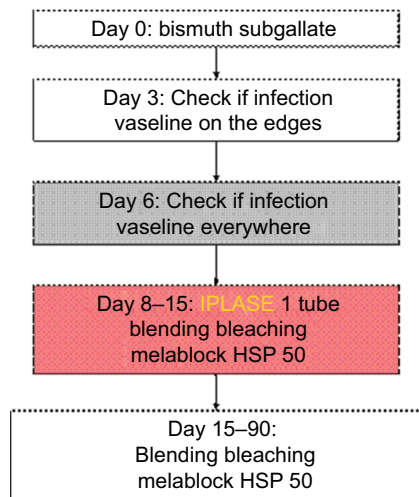 Day 0: bismuth subgallate
Day 3: Check if infection
vaseline on the edges
Day 6: Check if infection
vaseline everywhere
Day 8–15: IPLASE 1 tube
blending bleaching
melablock HSP 50
Day 15–90:
Blending bleaching
melablock HSP 50